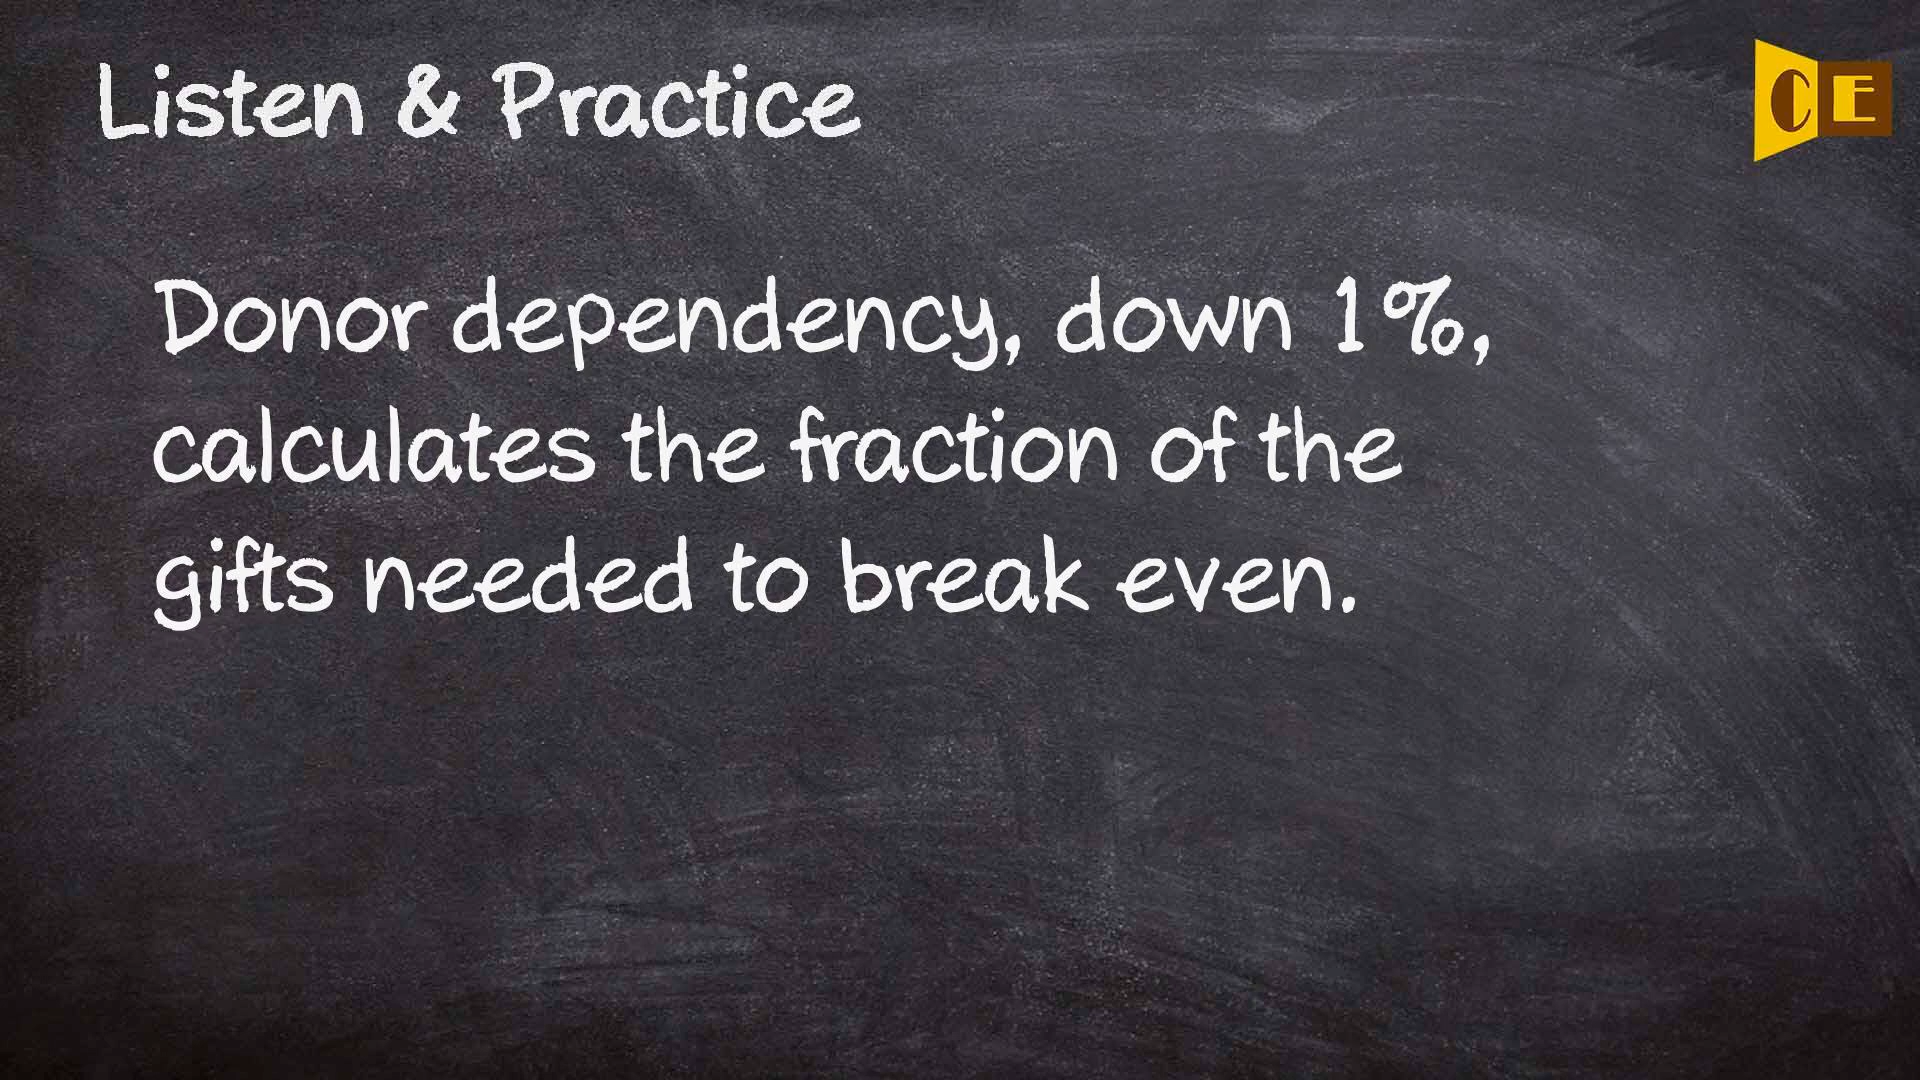 Listen & Practice
CE
Donor dependency, down 1%,
calculates the fraction of the
gifts needed to break even.